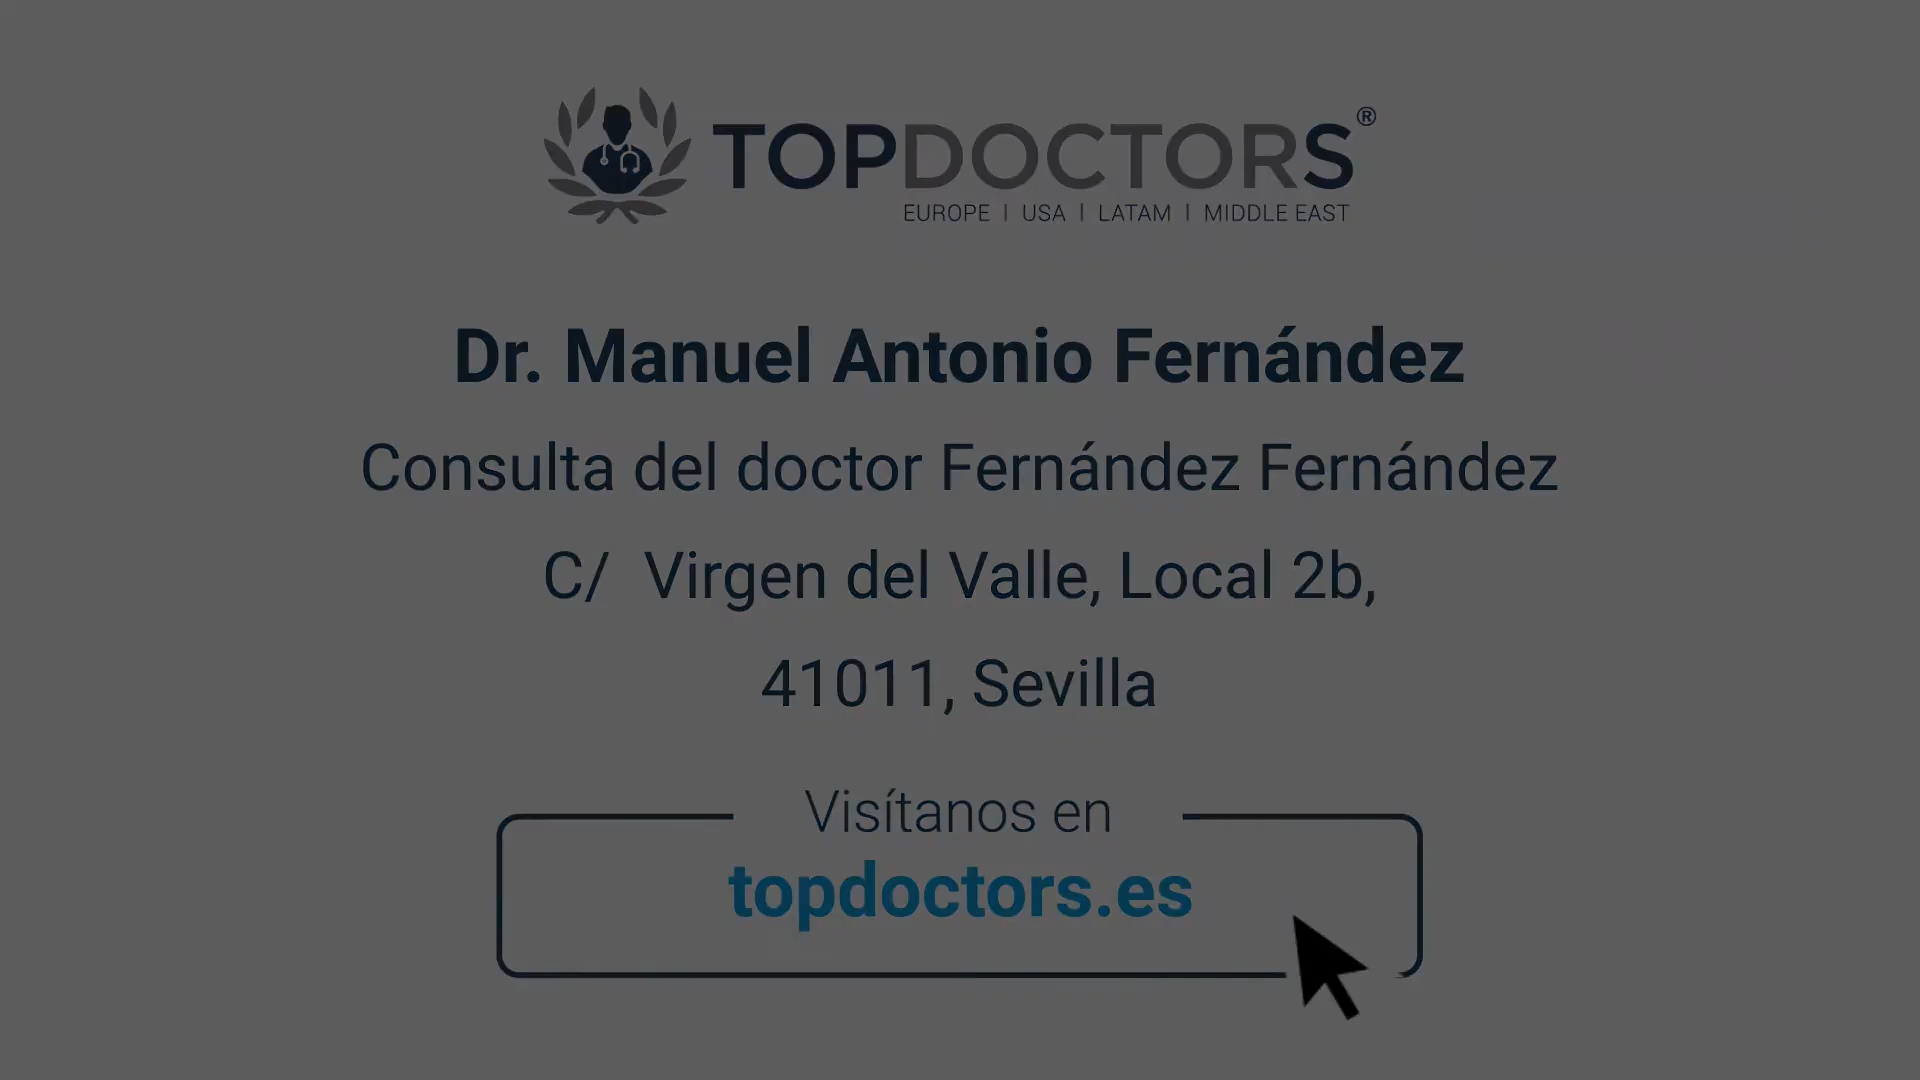 TOPDOCTORS®
EUROPE | USA | LATAM | MIDDLE EAST
Dr. Manuel Antonio Fernández
Consulta del doctor Fernández Fernández
C/  Virgen del Valle, Local 2b,
41011, Sevilla
Visítanos en
topdoctors.es